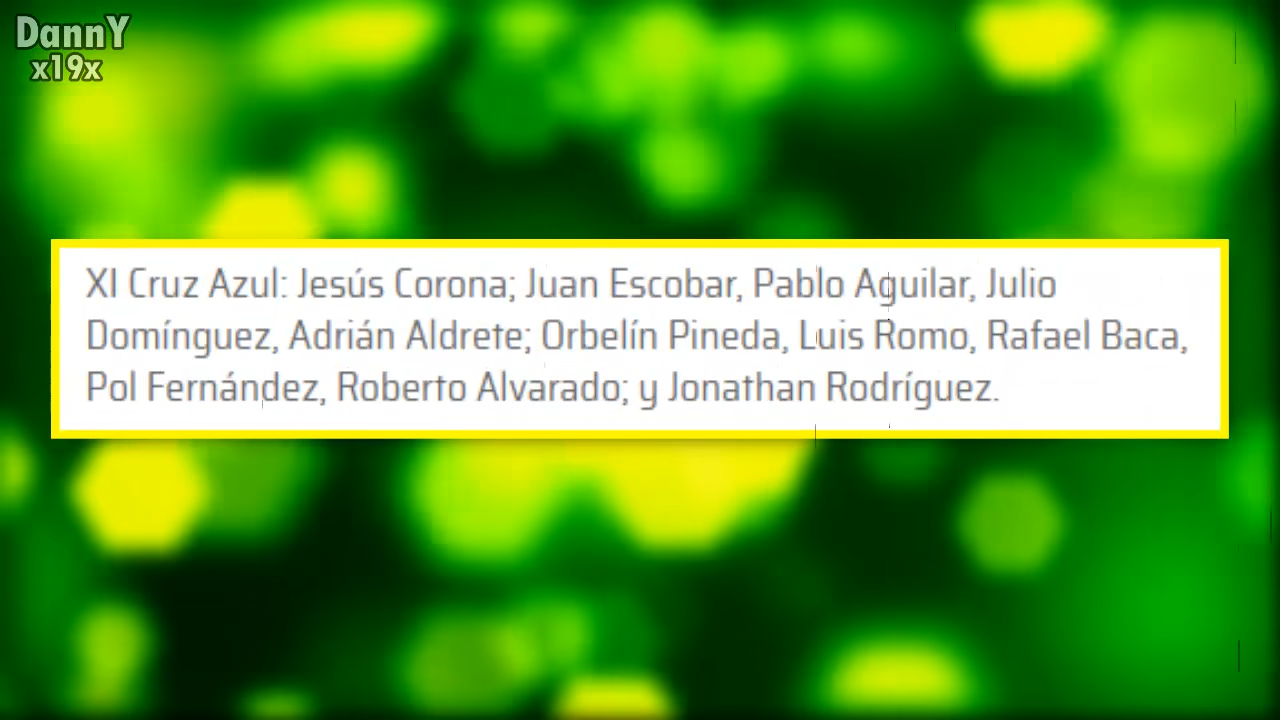 DannY
x19x
XI Cruz Azul: Jesús Corona; Juan Escobar, Pablo Aguilar, Julio
Domínguez, Adrián Aldrete; Orbelín Pineda, Luis Romo, Rafael Baca,
Pol Fernández, Roberto Alvarado; y Jonathan Rodríguez.